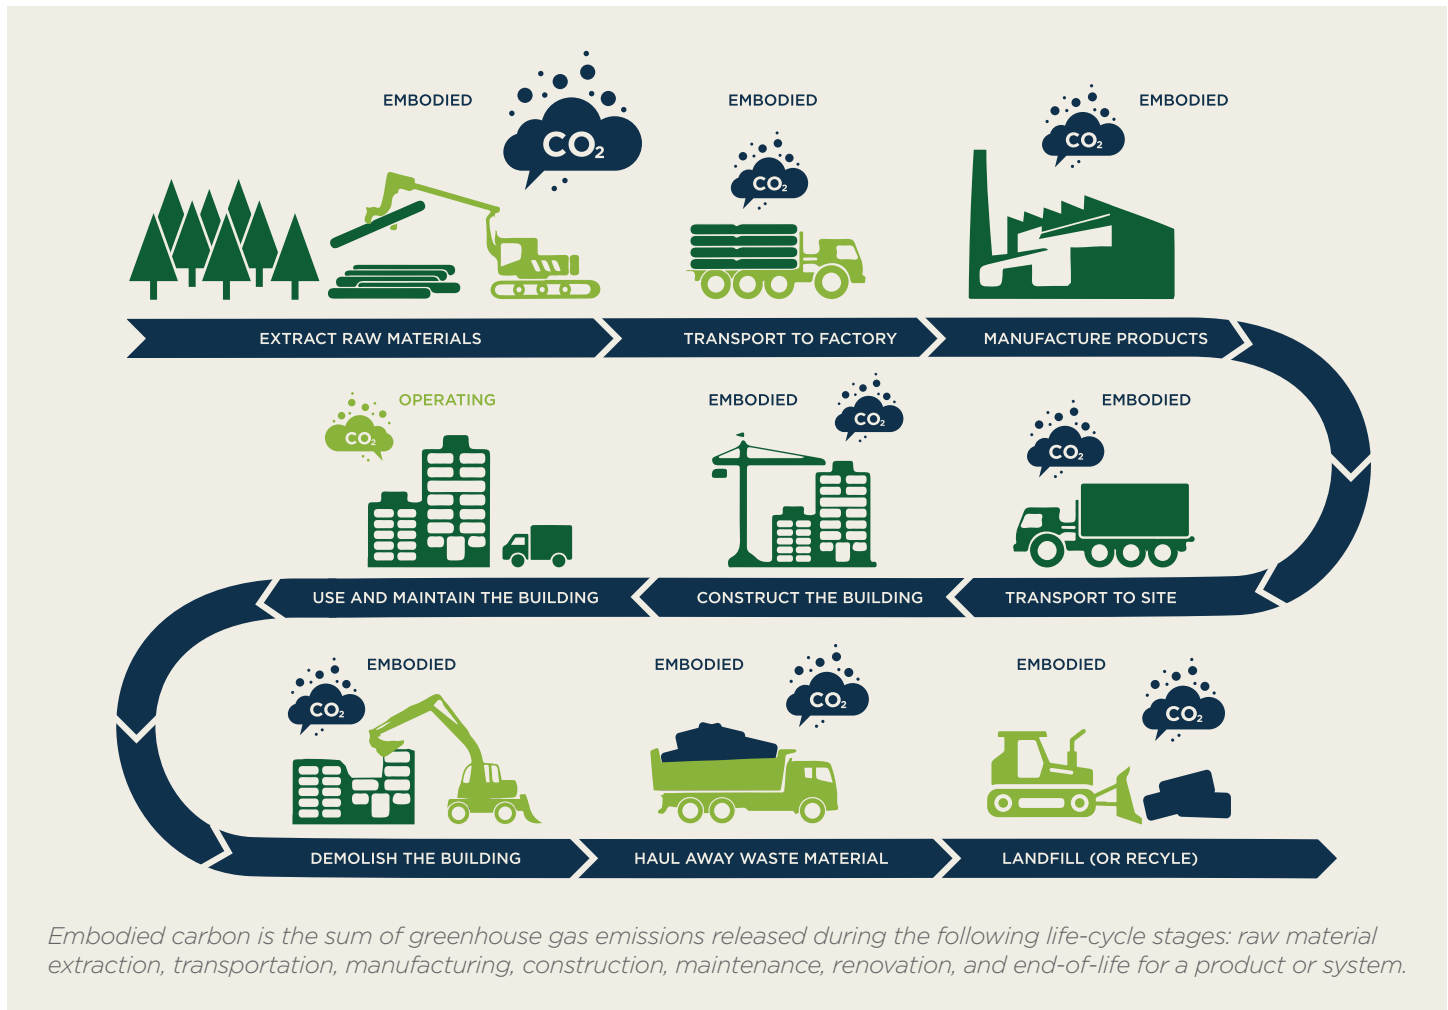 EMBODIED
CO₂
EMBODIED
CO₂
EMBODIED
CO₂
EXTRACT RAW MATERIALS
TRANSPORT TO FACTORY
MANUFACTURE PRODUCTS
OPERATING
CO₂
EMBODIED
CO₂
EMBODIED
CO₂
USE AND MAINTAIN THE BUILDING
CONSTRUCT THE BUILDING
TRANSPORT TO SITE
EMBODIED
CO₂
EMBODIED
CO₂
EMBODIED
CO₂
DEMOLISH THE BUILDING
HAUL AWAY WASTE MATERIAL
LANDFILL (OR RECYLE)
Embodied carbon is the sum of greenhouse gas emissions released during the following life-cycle stages: raw material
extraction, transportation, manufacturing, construction, maintenance, renovation, and end-of-life for a product or system.